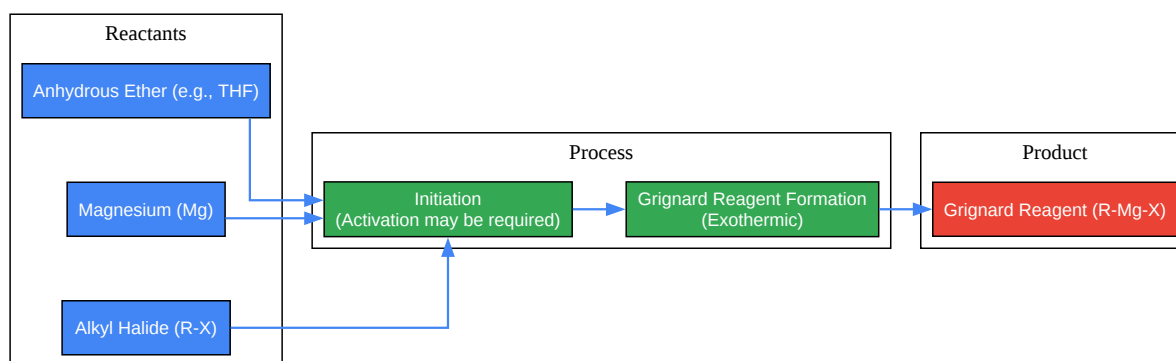 Reactants
Anhydrous Ether (e.g., THF)
Magnesium (Mg)
Alkyl Halide (R-X)
Process
Initiation
(Activation may be required)
Grignard Reagent Formation
(Exothermic)
Product
Grignard Reagent (R-Mg-X)